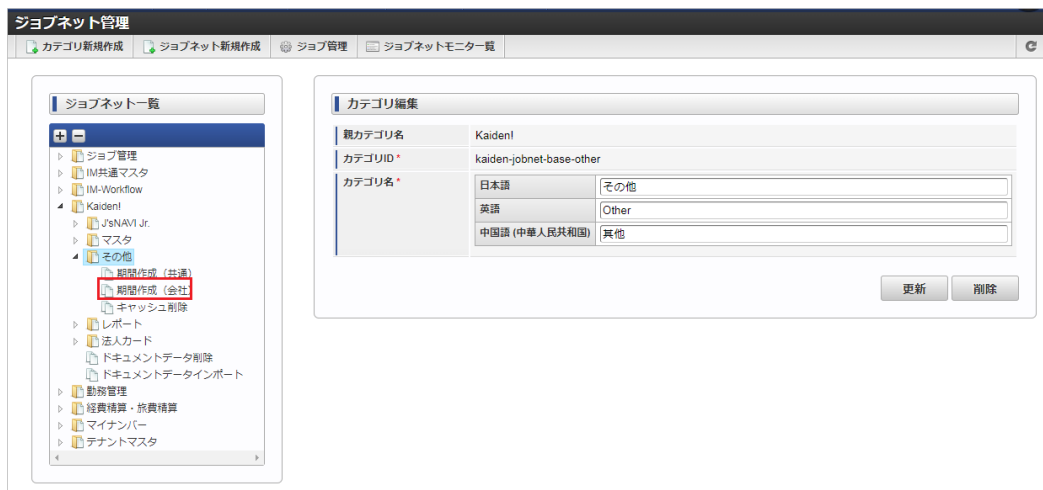 ジョブネット管理
カテゴリ新規作成 ジョブネット新規作成 ジョブ管理 ジョブネットモニタ一覧
ジョブネット一覧
ジョブ管理
IM共通マスタ
IM-Workflow
Kaiden!
J'sNAVI Jr.
マスタ
その他
期間作成（共通）
期間作成（会社）
キャッシュ削除
レポート
法人カード
ドキュメントデータ削除
ドキュメントデータインポート
勤務管理
経費精算・旅費精算
マイナンバー
テナントマスタ
カテゴリ編集
親カテゴリ名 Kaiden!
カテゴリID * kaiden-jobnet-base-other
カテゴリ名 * 日本語 その他
英語 Other
中国語 (中華人民共和国) 其他
更新 削除